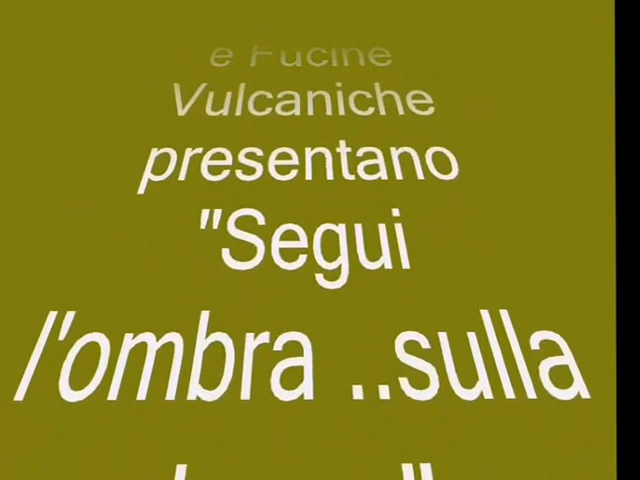 e Fucine
Vulcaniche
presentano
"Segui
l'ombra ..sulla